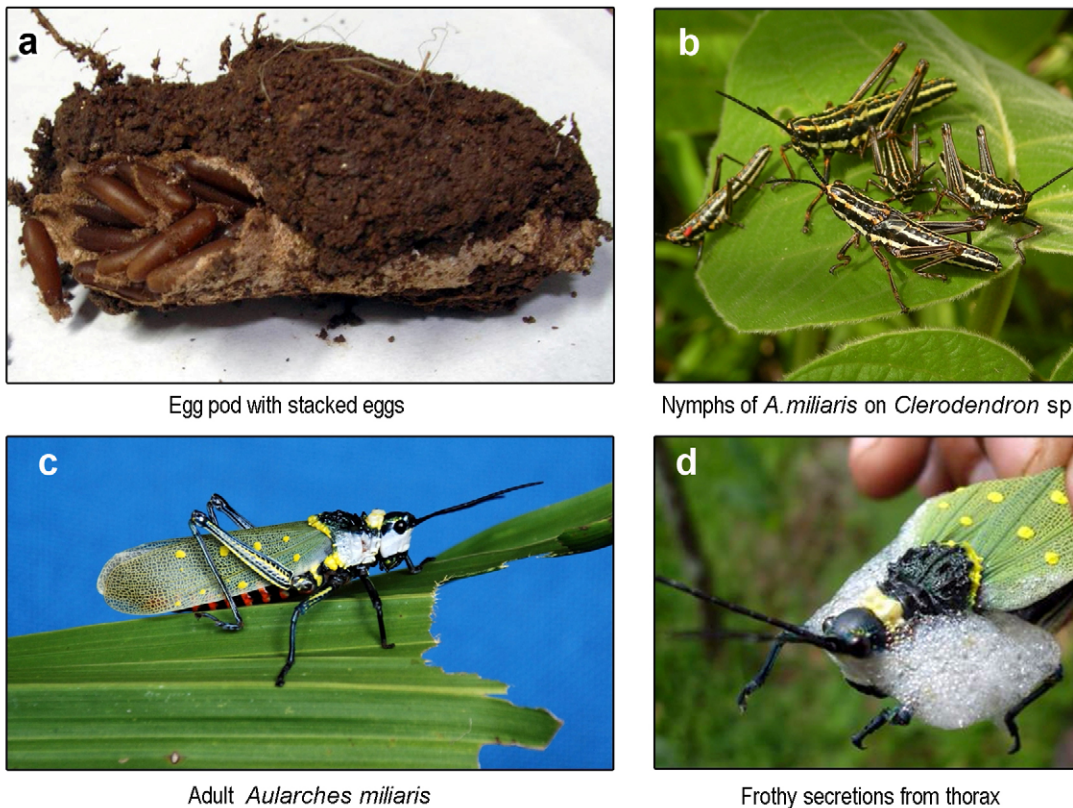 a
b
Egg pod with stacked eggs
Nymphs of A.miliaris on Clerodendron sp
c
d
Adult Aularches miliaris
Frothy secretions from thorax